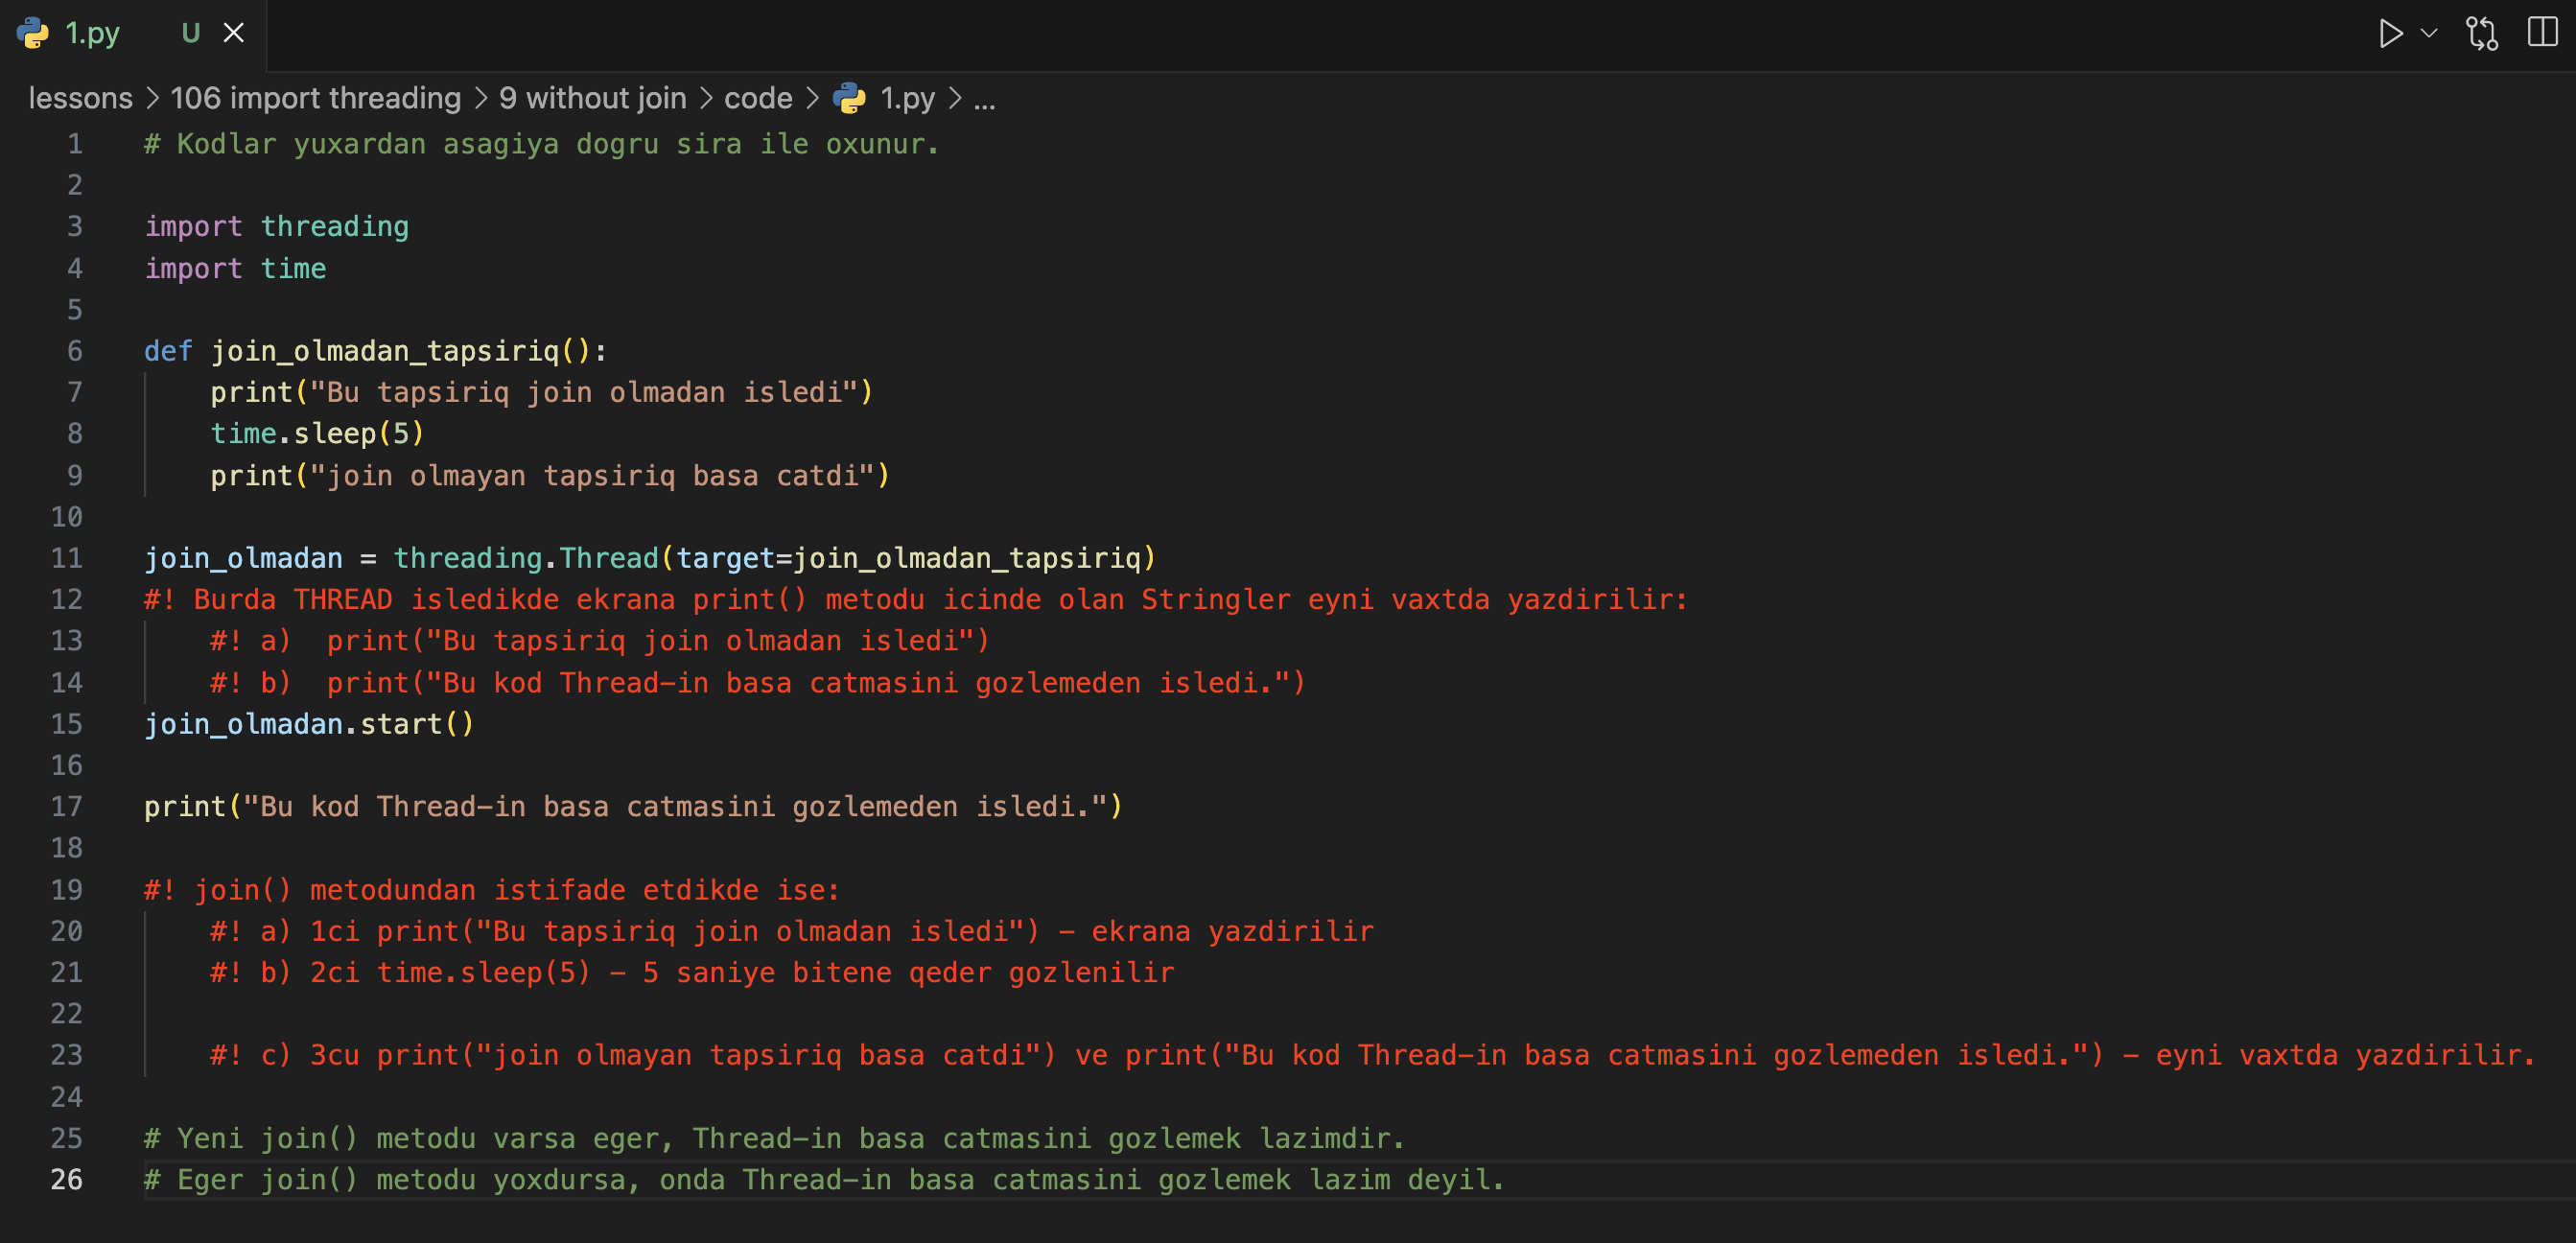 1.py U
lessons > 106 import threading > 9 without join > code > 1.py > ...
1 # Kodlar yuxardan asagiya dogru sira ile oxunur.
2
3 import threading
4 import time
5
6 def join_olmadan_tapsiriq():
7     print("Bu tapsiriq join olmadan isledi")
8     time.sleep(5)
9     print("join olmayan tapsiriq basa catdi")
10
11 join_olmadan = threading.Thread(target=join_olmadan_tapsiriq)
12 #! Burda THREAD isledikde ekrana print() metodu icinde olan Stringler eyni vaxtda yazdirilir:
13     #! a)  print("Bu tapsiriq join olmadan isledi")
14     #! b)  print("Bu kod Thread-in basa catmasini gozlemeden isledi.")
15 join_olmadan.start()
16
17 print("Bu kod Thread-in basa catmasini gozlemeden isledi.")
18
19 #! join() metodundan istifade etdikde ise:
20     #! a) 1ci print("Bu tapsiriq join olmadan isledi") - ekrana yazdirilir
21     #! b) 2ci time.sleep(5) - 5 saniye bitene qeder gozlenilir
22
23     #! c) 3cu print("join olmayan tapsiriq basa catdi") ve print("Bu kod Thread-in basa catmasini gozlemeden isledi.") - eyni vaxtda yazdirilir.
24
25 # Yeni join() metodu varsa eger, Thread-in basa catmasini gozlemek lazimdir.
26 # Eger join() metodu yoxdursa, onda Thread-in basa catmasini gozlemek lazim deyil.